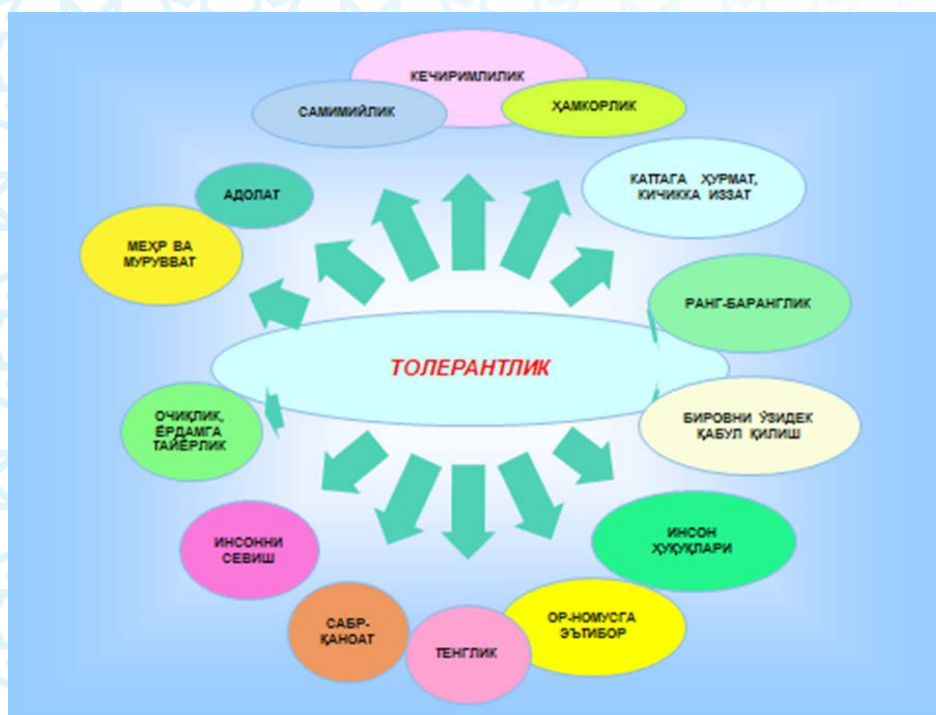 КЕЧИРИМЛИЛИК
САМИМИЙЛИК
ҲАМКОРЛИК
АДОЛАТ
КАТТАГА ҲУРМАТ,
КИЧИККА ИЗЗАТ
МЕҲР ВА
МУРУВВАТ
РАНГ-БАРАНГЛИК
ТОЛЕРАНТЛИК
ОЧИҚЛИК,
ЁРДАМГА
ТАЙЁРЛИК
БИРОВНИ ЎЗИДЕК
ҚАБУЛ ҚИЛИШ
ИНСОННИ
СЕВИШ
ИНСОН
ҲУҚУҚЛАРИ
САБР-
ҚАНОАТ
ТЕНГЛИК
ОР-НОМУСГА
ЭЪТИБОР